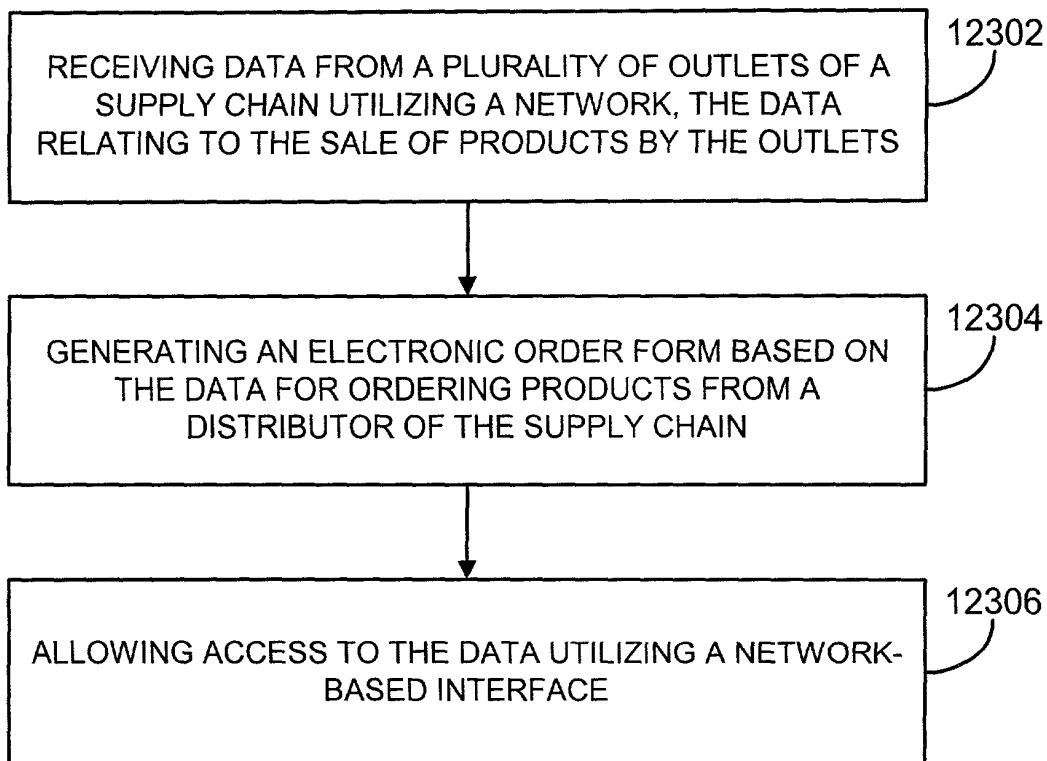 12302
RECEIVING DATA FROM A PLURALITY OF OUTLETS OF A
SUPPLY CHAIN UTILIZING A NETWORK, THE DATA
RELATING TO THE SALE OF PRODUCTS BY THE OUTLETS
12304
GENERATING AN ELECTRONIC ORDER FORM BASED ON
THE DATA FOR ORDERING PRODUCTS FROM A
DISTRIBUTOR OF THE SUPPLY CHAIN
12306
ALLOWING ACCESS TO THE DATA UTILIZING A NETWORK-
BASED INTERFACE